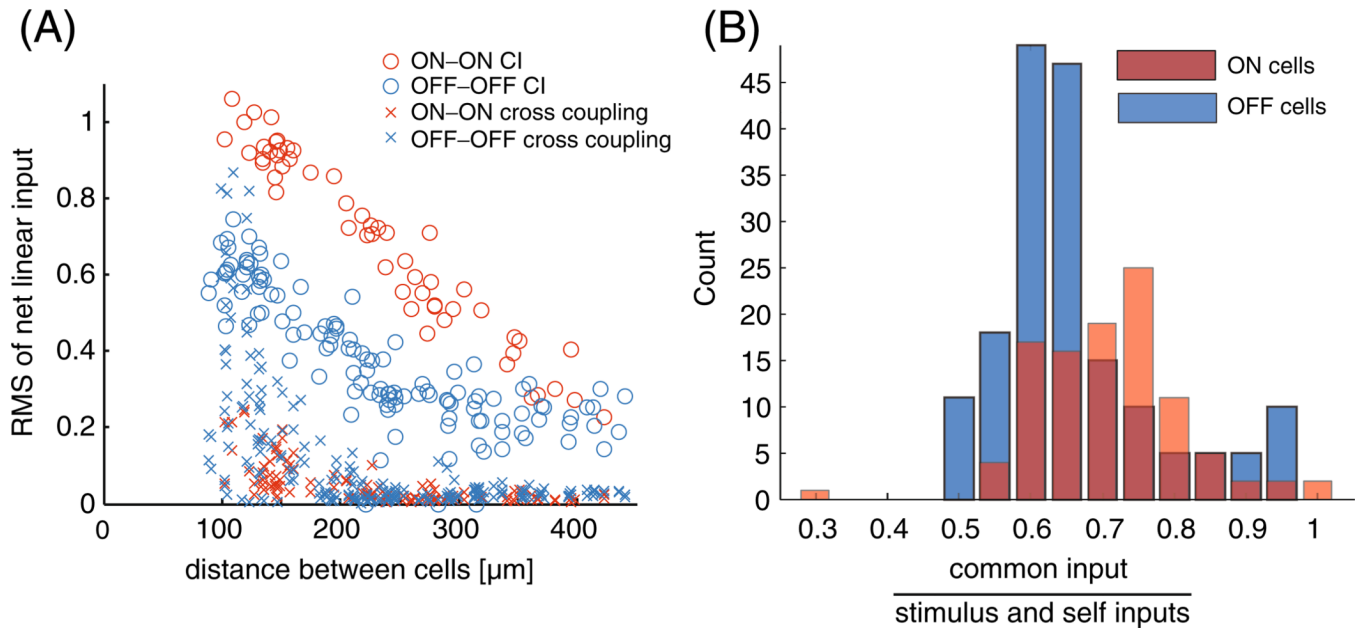 (A)
ON–ON CI
OFF–OFF CI
ON–ON cross coupling
OFF–OFF cross coupling
RMS of net linear input
1
0.8
0.6
0.4
0.2
0
0 100 200 300 400
distance between cells [µm]
(B)
ON cells
OFF cells
Count
45
40
35
30
25
20
15
10
5
0
0.3 0.4 0.5 0.6 0.7 0.8 0.9 1
common input
stimulus and self inputs